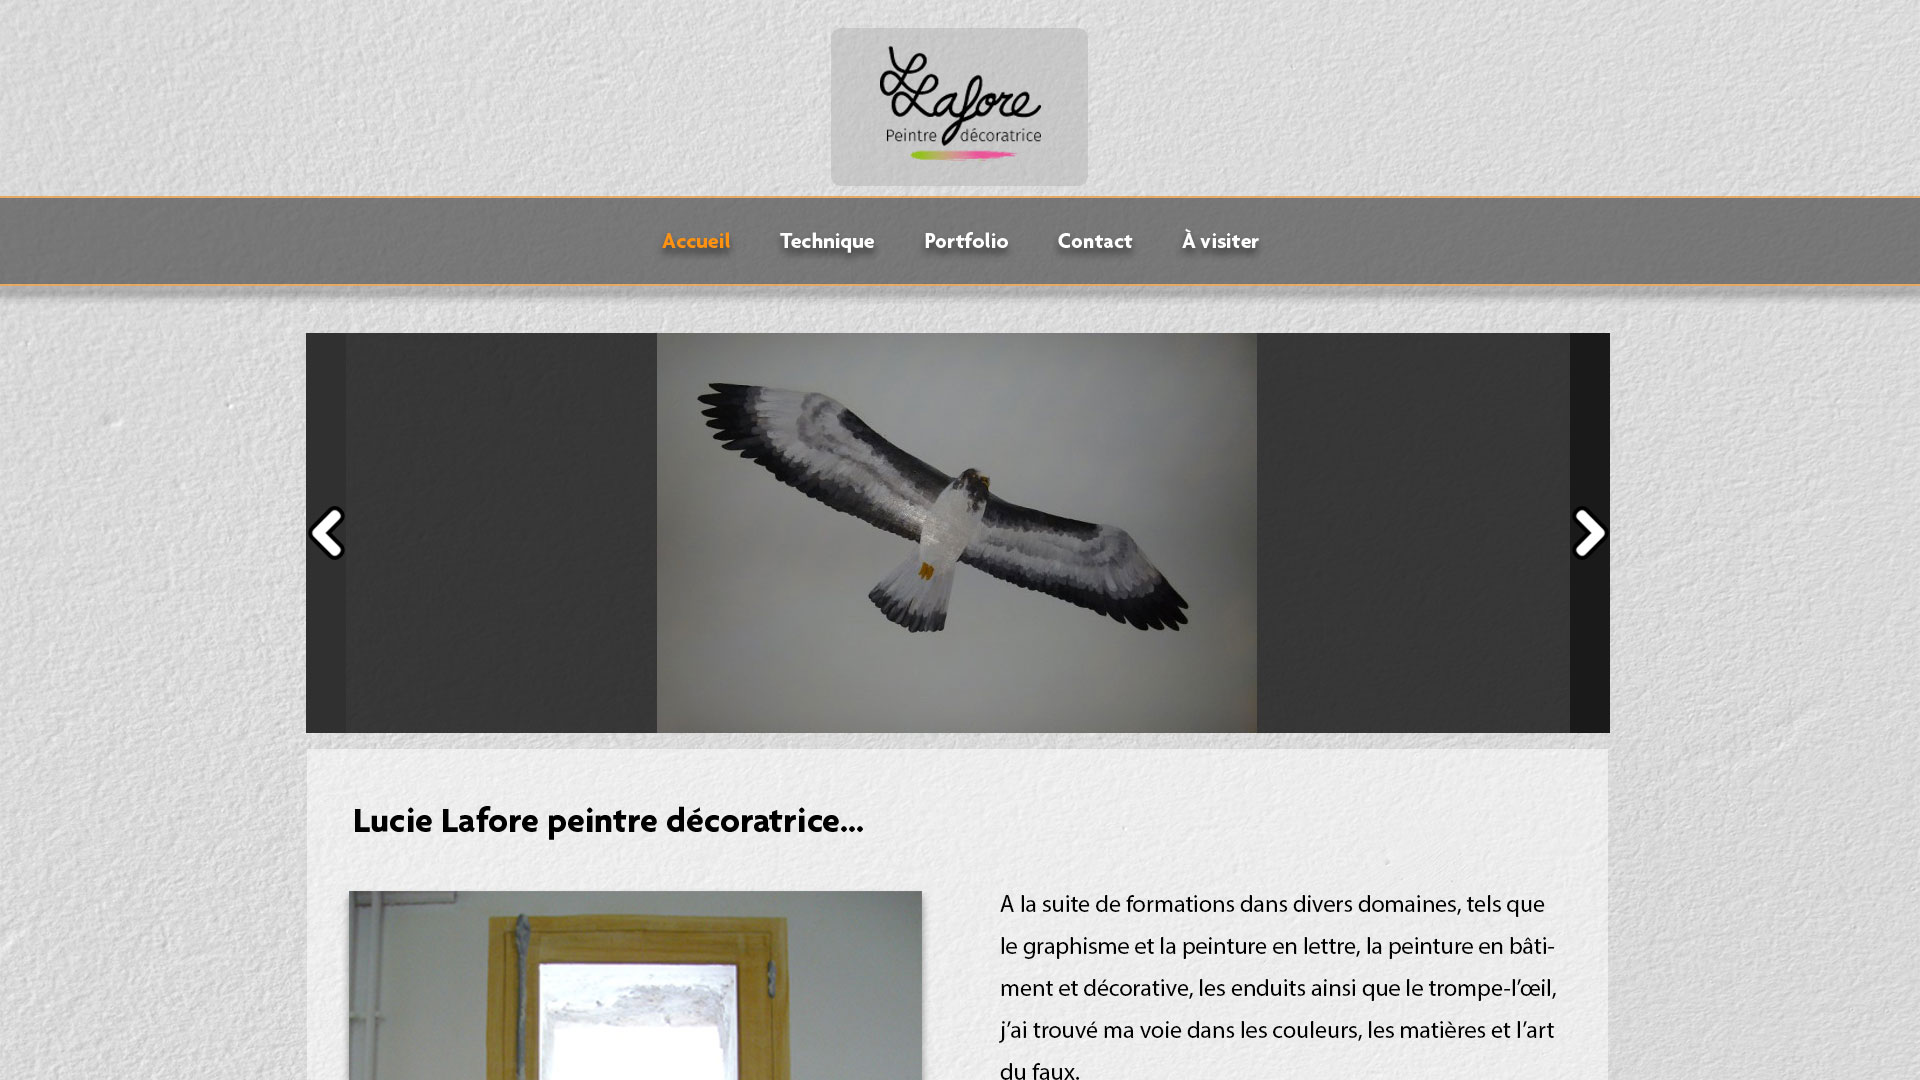 LLafore
Peintre décoratrice
Accueil Technique Portfolio Contact À visiter
Lucie Lafore peintre décoratrice...
A la suite de formations dans divers domaines, tels que
le graphisme et la peinture en lettre, la peinture en bâti-
ment et décorative, les enduits ainsi que le trompe-l’œil,
j’ai trouvé ma voie dans les couleurs, les matières et l’art
du faux.